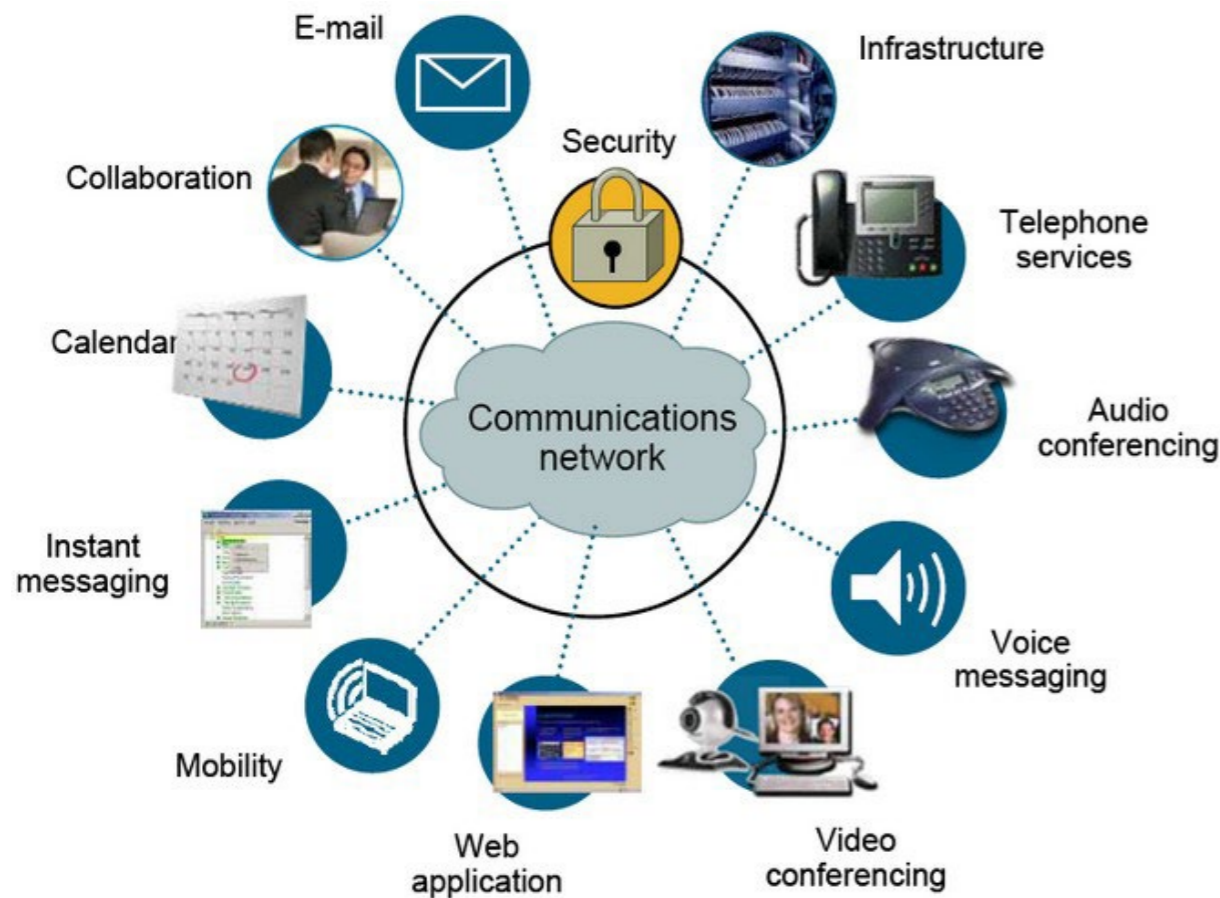 E-mail
Infrastructure
Security
Collaboration
Telephone
services
Calendar
Communications
network
Audio
conferencing
Instant
messaging
Voice
messaging
Mobility
Web
application
Video
conferencing